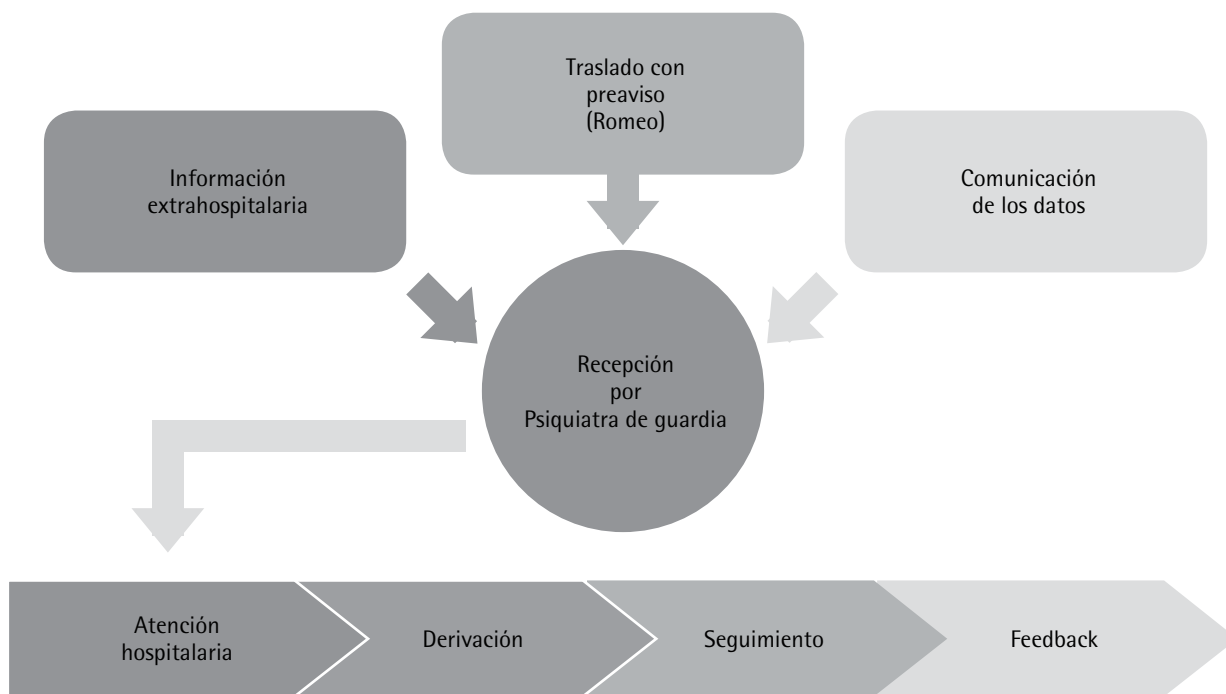 Traslado con
preaviso
(Romeo)
Información
extrahospitalaria
Comunicación
de los datos
Recepción
por
Psiquiatra de guardia
Atención
hospitalaria
Derivación
Seguimiento
Feedback